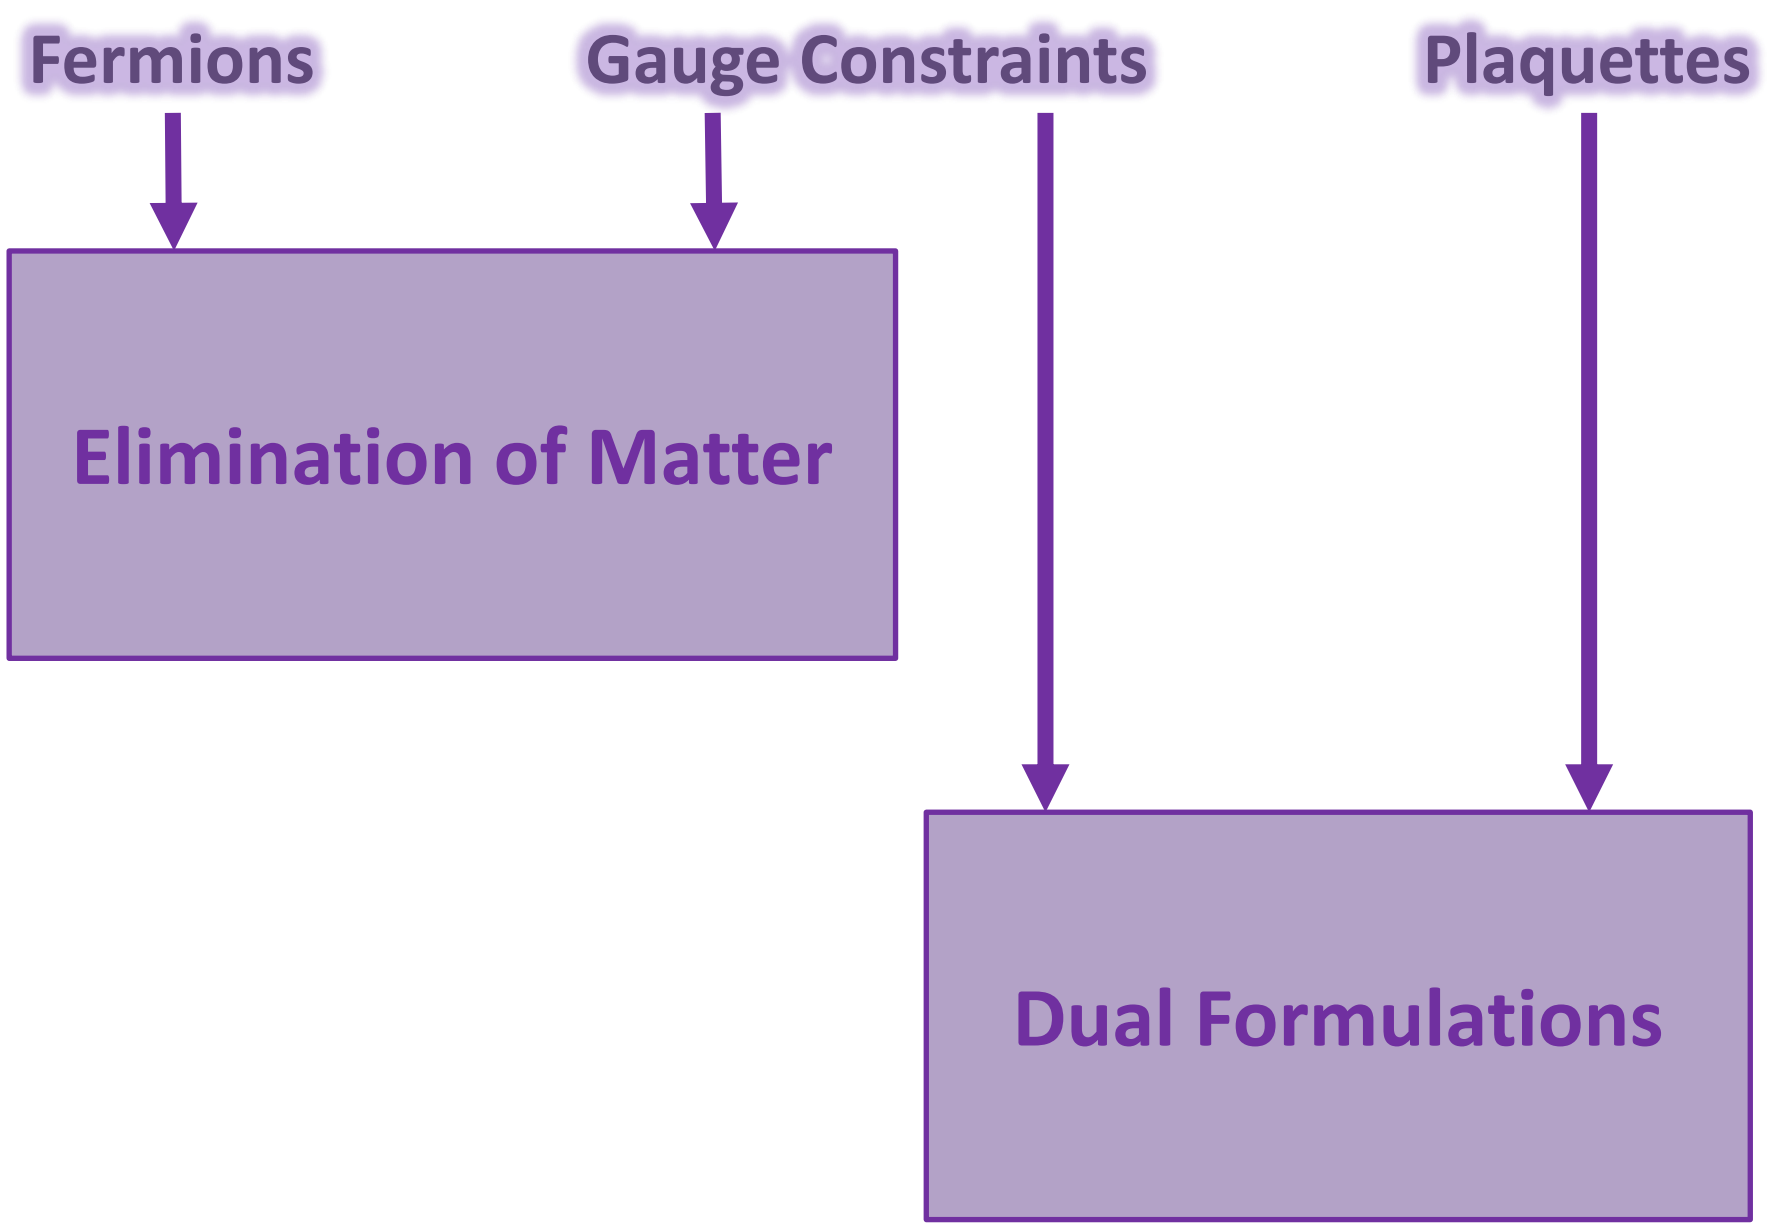 Fermions
Gauge Constraints
Plaquettes
Elimination of Matter
Dual Formulations